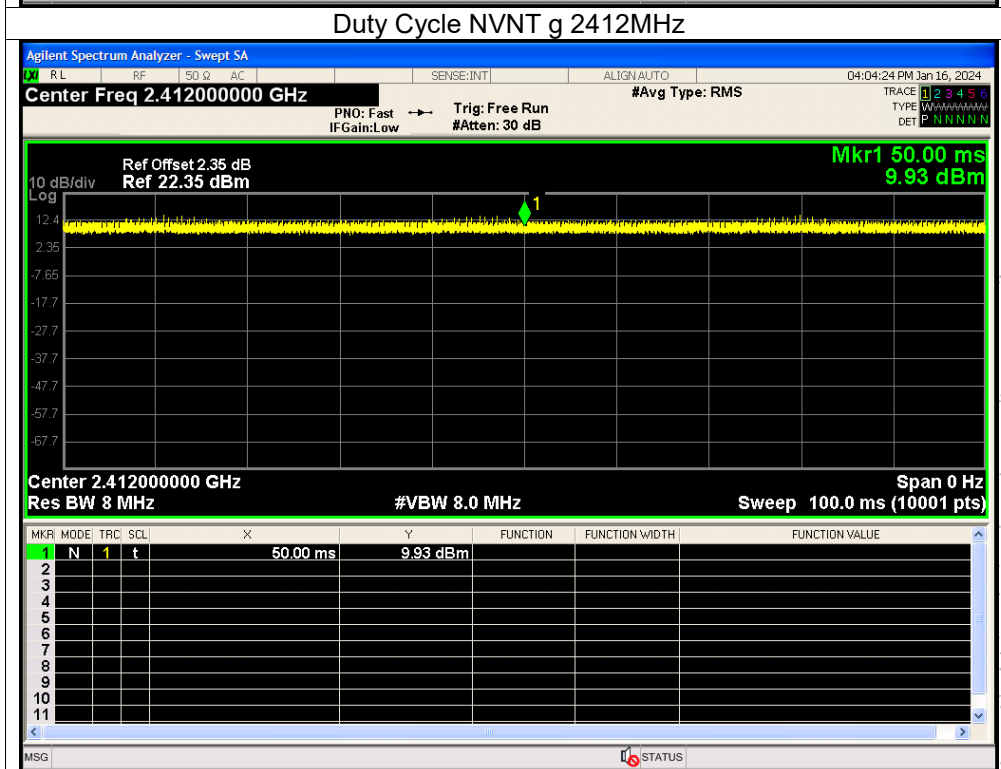 Duty Cycle NVNT g 2412MHz
Agilent Spectrum Analyzer - Swept SA
LXI RL RF 50 Ω AC SENSE:INT ALIGN AUTO 04:04:24 PM Jan 16, 2024
Center Freq 2.412000000 GHz #Avg Type: RMS TRACE 1 2 3 4 5 6
PNO: Fast Trig: Free Run TYPE WWWWWW
IFGain:Low #Atten: 30 dB DET P N N N N N
Mkr1 50.00 ms
Ref Offset 2.35 dB
10 dB/div Ref 22.35 dBm 9.93 dBm
Log
1
12.4
2.35
-7.65
-17.7
-27.7
-37.7
-47.7
-57.7
-67.7
Center 2.412000000 GHz Span 0 Hz
Res BW 8 MHz #VBW 8.0 MHz Sweep 100.0 ms (10001 pts)
MKR MODE TRC SCL X Y FUNCTION FUNCTION WIDTH FUNCTION VALUE
1 N 1 t 50.00 ms 9.93 dBm
2
3
4
5
6
7
8
9
10
11
MSG STATUS